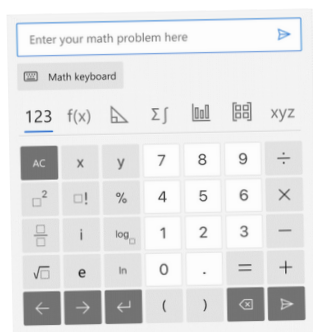 Enter your math problem here
Math keyboard
123 f(x) Σ∫ xyz
AC x y 7 8 9 ÷
□² □! % 4 5 6 ×
□/□ i log□ 1 2 3 −
√□ e ln 0 . = +
← → ↵ ( )